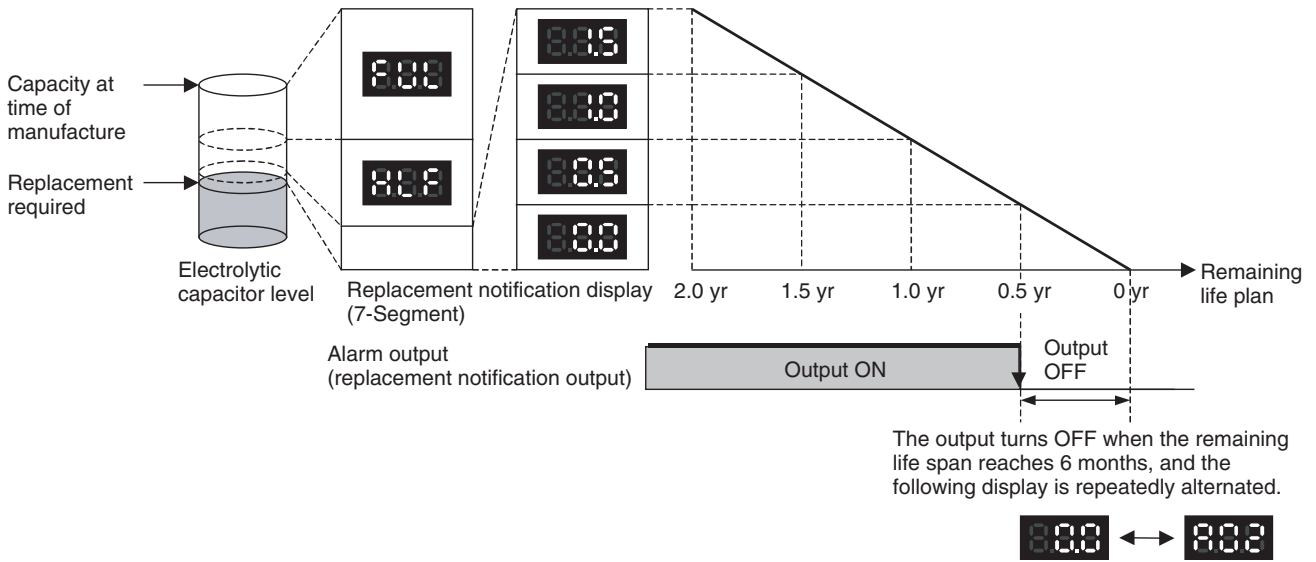 Capacity at
time of
manufacture
Replacement
required
Electrolytic
capacitor level
FUL
HLF
Replacement notification display
(7-Segment)
1.5
1.0
0.5
0.0
2.0 yr
1.5 yr
1.0 yr
0.5 yr
0 yr
Remaining
life plan
Alarm output
(replacement notification output)
Output ON
Output
OFF
The output turns OFF when the remaining
life span reaches 6 months, and the
following display is repeatedly alternated.
0.0
A02